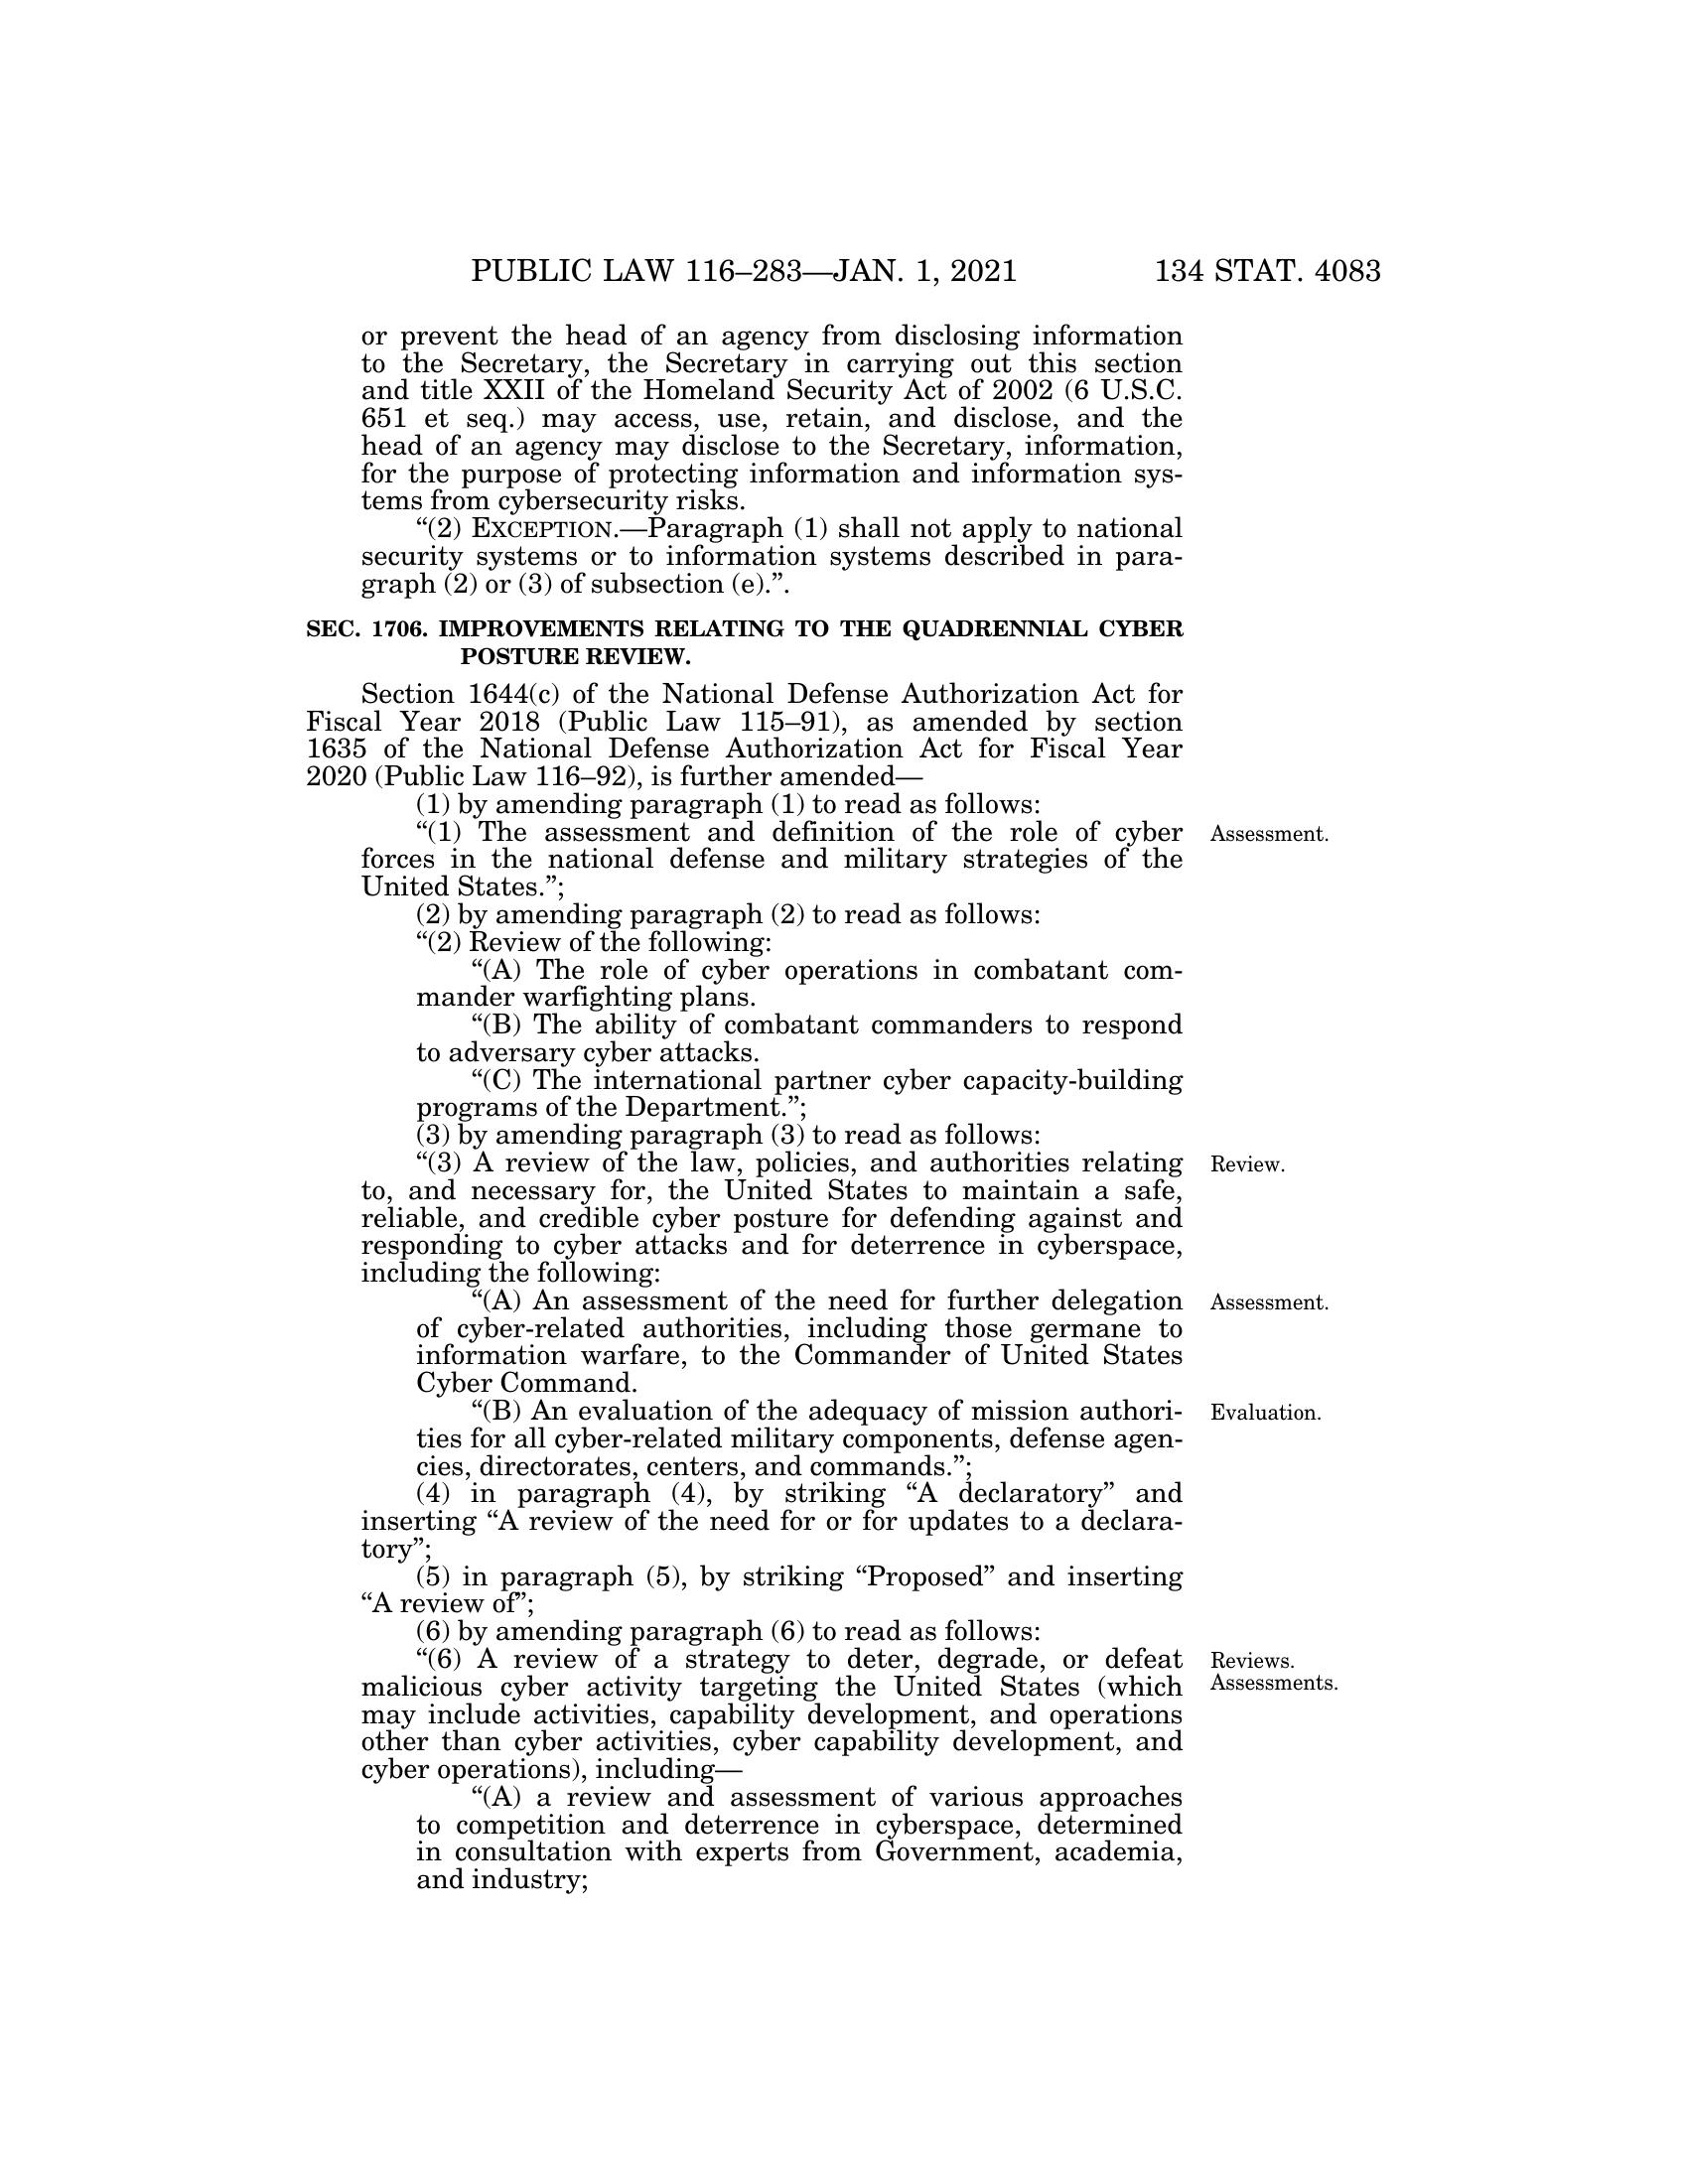 PUBLIC LAW 116–283—JAN. 1, 2021 134 STAT. 4083
or prevent the head of an agency from disclosing information
to the Secretary, the Secretary in carrying out this section
and title XXII of the Homeland Security Act of 2002 (6 U.S.C.
651 et seq.) may access, use, retain, and disclose, and the
head of an agency may disclose to the Secretary, information,
for the purpose of protecting information and information sys-
tems from cybersecurity risks.
“(2) EXCEPTION.—Paragraph (1) shall not apply to national
security systems or to information systems described in para-
graph (2) or (3) of subsection (e).”.
SEC. 1706. IMPROVEMENTS RELATING TO THE QUADRENNIAL CYBER
POSTURE REVIEW.
Section 1644(c) of the National Defense Authorization Act for
Fiscal Year 2018 (Public Law 115–91), as amended by section
1635 of the National Defense Authorization Act for Fiscal Year
2020 (Public Law 116–92), is further amended—
(1) by amending paragraph (1) to read as follows:
“(1) The assessment and definition of the role of cyber Assessment.
forces in the national defense and military strategies of the
United States.”;
(2) by amending paragraph (2) to read as follows:
“(2) Review of the following:
“(A) The role of cyber operations in combatant com-
mander warfighting plans.
“(B) The ability of combatant commanders to respond
to adversary cyber attacks.
“(C) The international partner cyber capacity-building
programs of the Department.”;
(3) by amending paragraph (3) to read as follows:
“(3) A review of the law, policies, and authorities relating Review.
to, and necessary for, the United States to maintain a safe,
reliable, and credible cyber posture for defending against and
responding to cyber attacks and for deterrence in cyberspace,
including the following:
“(A) An assessment of the need for further delegation Assessment.
of cyber-related authorities, including those germane to
information warfare, to the Commander of United States
Cyber Command.
“(B) An evaluation of the adequacy of mission authori- Evaluation.
ties for all cyber-related military components, defense agen-
cies, directorates, centers, and commands.”;
(4) in paragraph (4), by striking “A declaratory” and
inserting “A review of the need for or for updates to a declara-
tory”;
(5) in paragraph (5), by striking “Proposed” and inserting
“A review of”;
(6) by amending paragraph (6) to read as follows:
“(6) A review of a strategy to deter, degrade, or defeat Reviews.
malicious cyber activity targeting the United States (which Assessments.
may include activities, capability development, and operations
other than cyber activities, cyber capability development, and
cyber operations), including—
“(A) a review and assessment of various approaches
to competition and deterrence in cyberspace, determined
in consultation with experts from Government, academia,
and industry;